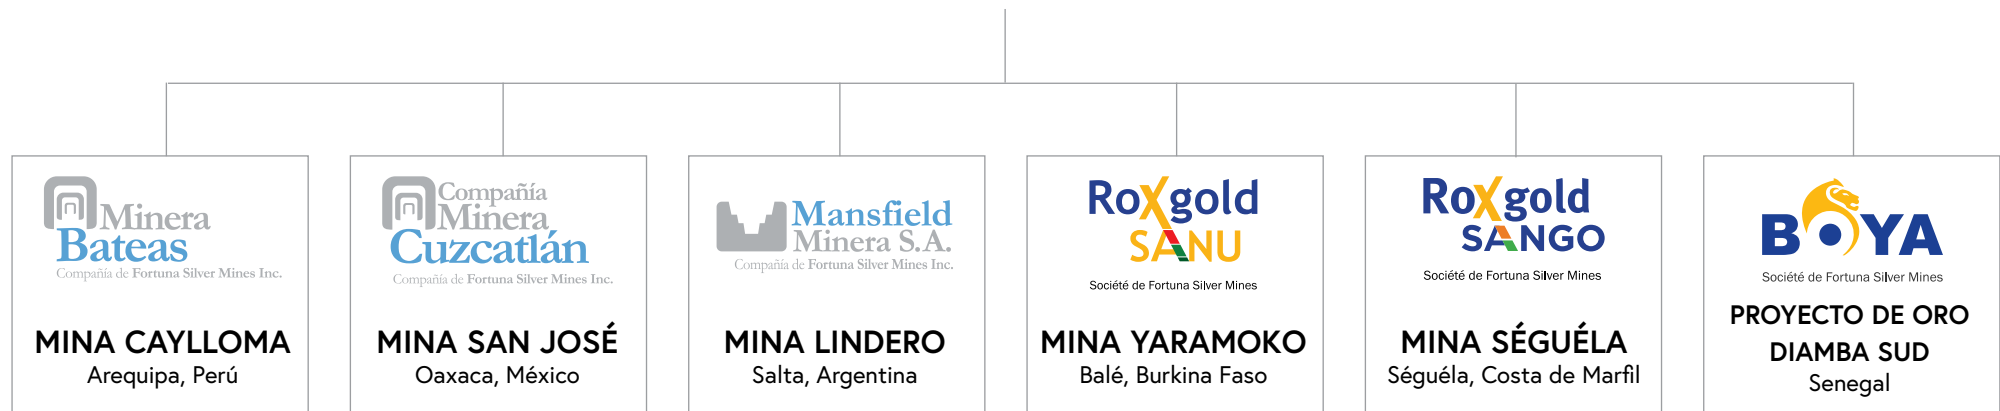 Minera
Bateas
Compañía de Fortuna Silver Mines Inc.
MINA CAYLLOMA
Arequipa, Perú
Compañía
Minera
Cuzcatlán
Compañía de Fortuna Silver Mines Inc.
MINA SAN JOSÉ
Oaxaca, México
Mansfield
Minera S.A.
Compañía de Fortuna Silver Mines Inc.
MINA LINDERO
Salta, Argentina
Roxgold
SANU
Société de Fortuna Silver Mines
MINA YARAMOKO
Balé, Burkina Faso
Roxgold
SANGO
Société de Fortuna Silver Mines
MINA SÉGUÉLA
Séguéla, Costa de Marfil
BOYA
Société de Fortuna Silver Mines
PROYECTO DE ORO
DIAMBA SUD
Senegal